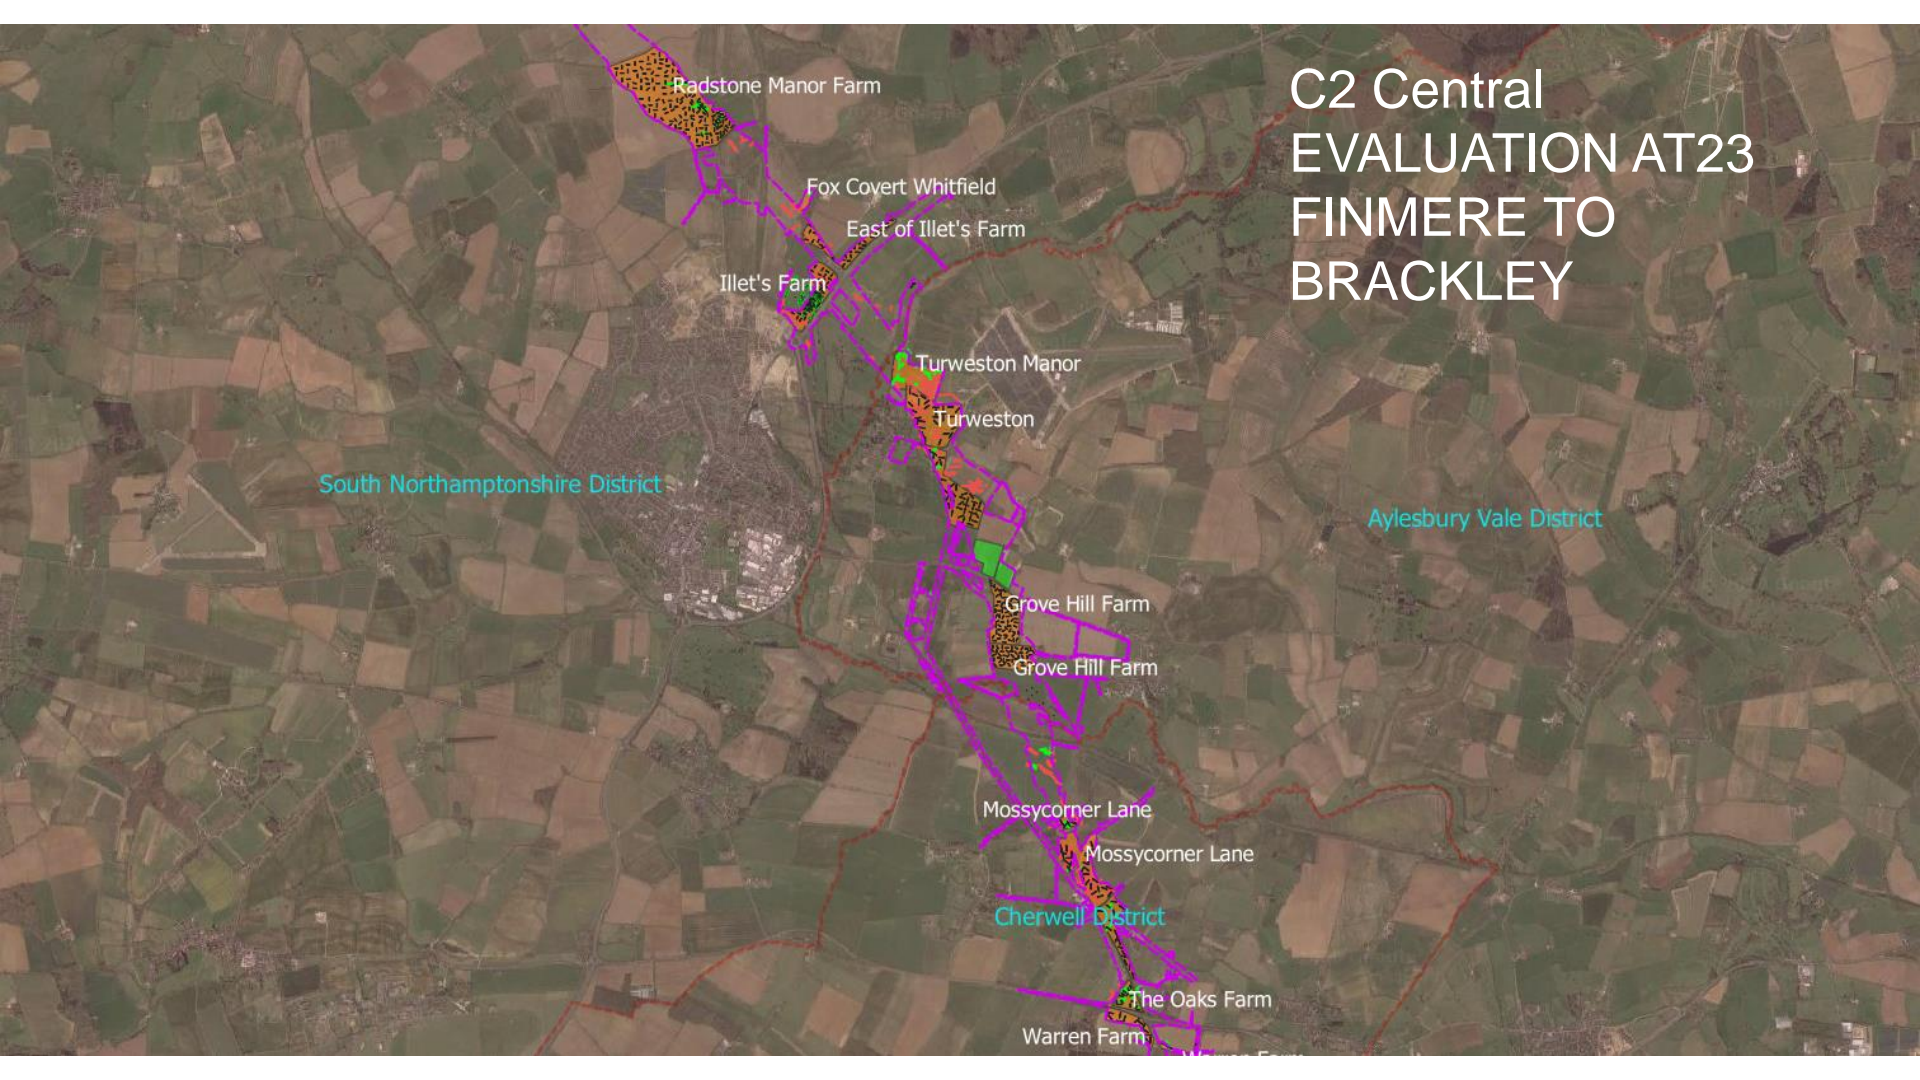 C2 Central
EVALUATION AT23
FINMERE TO
BRACKLEY
Radstone Manor Farm
Fox Covert Whitfield
East of Illet's Farm
Illet's Farm
Turweston Manor
Turweston
South Northamptonshire District
Aylesbury Vale District
Grove Hill Farm
Grove Hill Farm
Mossycorner Lane
Mossycorner Lane
Cherwell District
The Oaks Farm
Warren Farm
Warren Farm